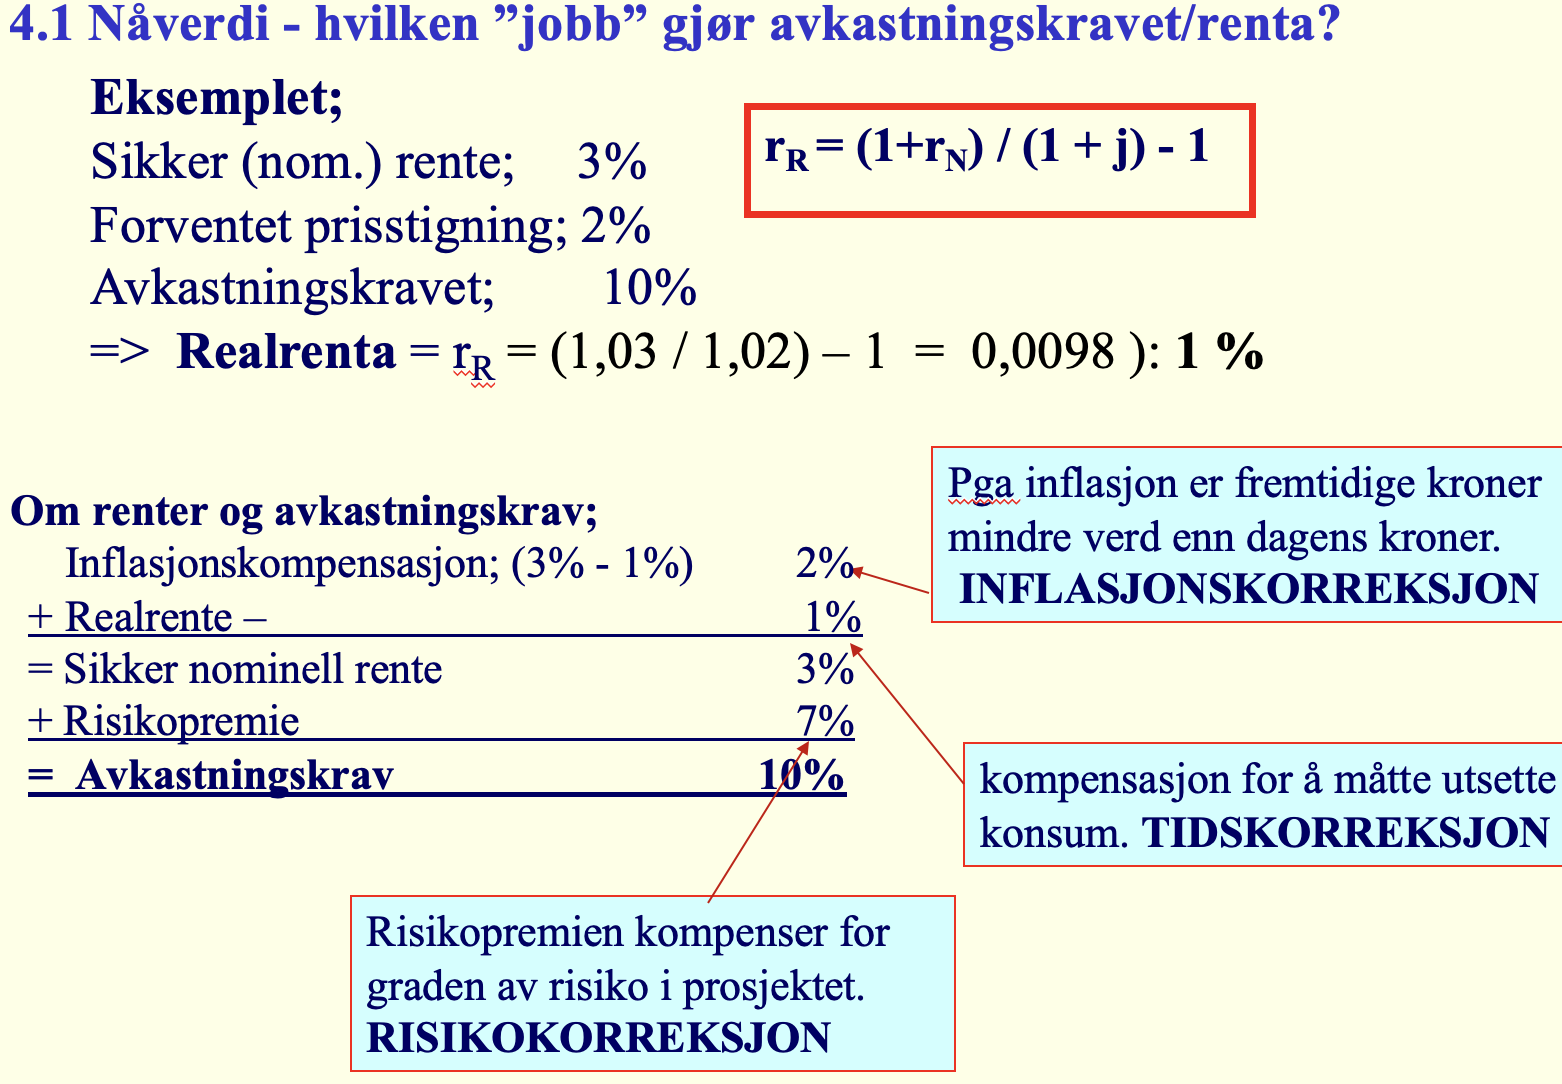 4.1 Nåverdi - hvilken ”jobb” gjør avkastningskravet/renta?
Eksemplet;
Sikker (nom.) rente; 3%
Forventet prisstigning; 2%
Avkastningskravet; 10%
=> Realrenta = rR = (1,03 / 1,02) – 1 = 0,0098 ): 1 %
rR = (1+rN) / (1 + j) - 1
Om renter og avkastningskrav;
Inflasjonskompensasjon; (3% - 1%) 2%
+ Realrente – 1%
= Sikker nominell rente 3%
+ Risikopremie 7%
= Avkastningskrav 10%
Pga inflasjon er fremtidige kroner
mindre verd enn dagens kroner.
INFLASJONSKORREKSJON
kompensasjon for å måtte utsette
konsum. TIDSKORREKSJON
Risikopremien kompenser for
graden av risiko i prosjektet.
RISIKOKORREKSJON